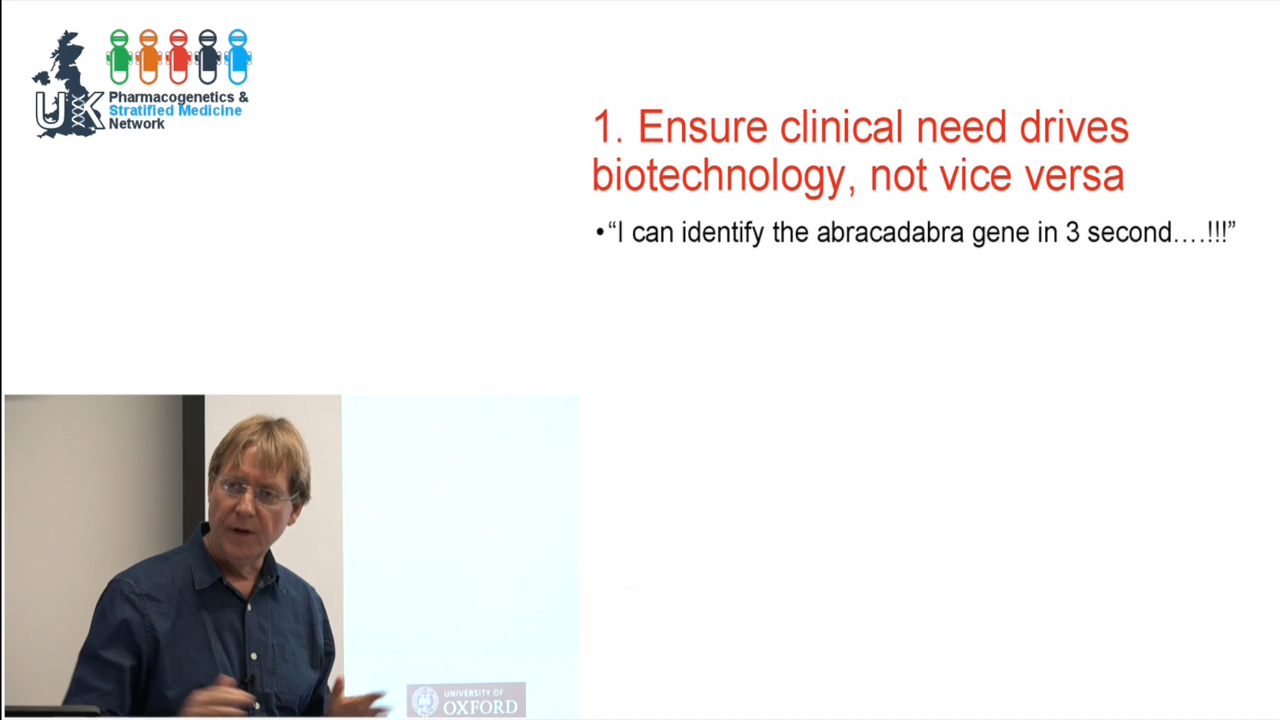 UK
Pharmacogenetics &
Stratified Medicine
Network
1. Ensure clinical need drives
biotechnology, not vice versa
•“I can identify the abracadabra gene in 3 second….!!!”
UNIVERSITY OF
OXFORD